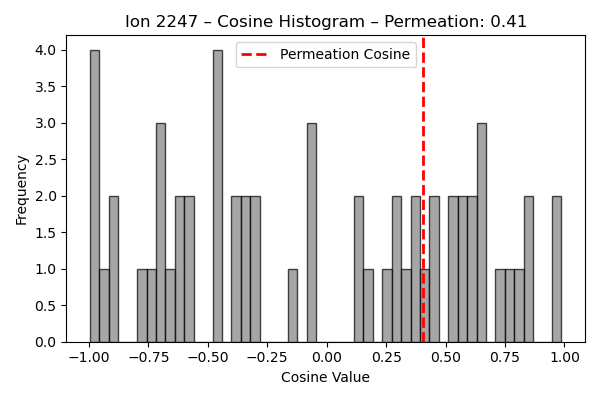 Ion 2247 – Cosine Histogram – Permeation: 0.41
Permeation Cosine
4.0
3.5
3.0
2.5
2.0
1.5
1.0
0.5
0.0
Frequency
−1.00 −0.75 −0.50 −0.25 0.00 0.25 0.50 0.75 1.00
Cosine Value